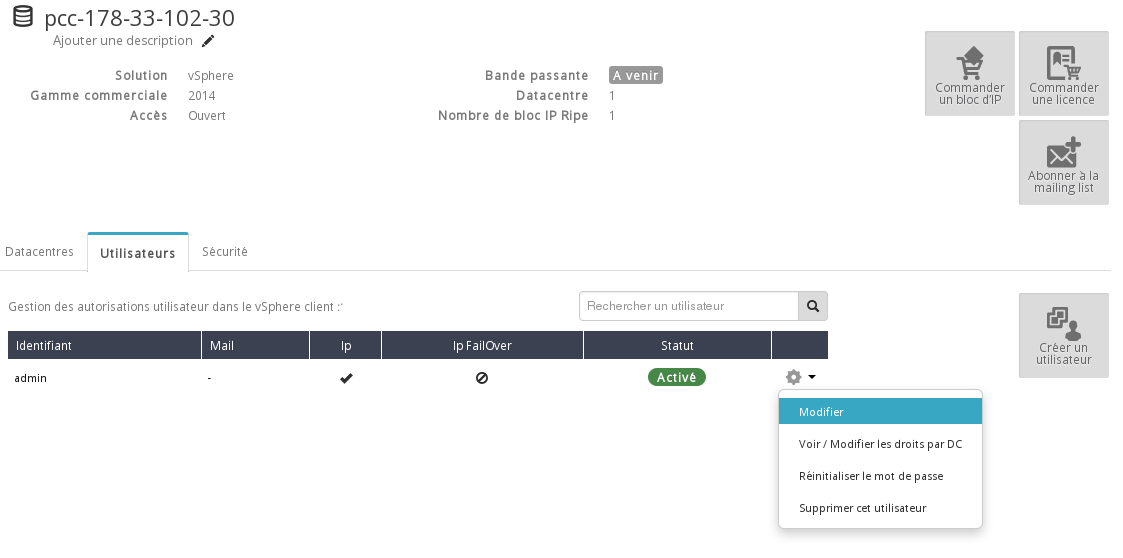 pcc-178-33-102-30
Ajouter une description
Solution vSphere
Gamme commerciale 2014
Accès Ouvert
Bande passante A venir
Datacentre 1
Nombre de bloc IP Ripe 1
Commander
un bloc d'IP
Commander
une licence
Abonner à la
mailing list
Datacentres Utilisateurs Sécurité
Gestion des autorisations utilisateur dans le vSphere client :
Rechercher un utilisateur
Créer un
utilisateur
Identifiant Mail Ip Ip FailOver Statut
admin - Activé
Modifier
Voir / Modifier les droits par DC
Réinitialiser le mot de passe
Supprimer cet utilisateur